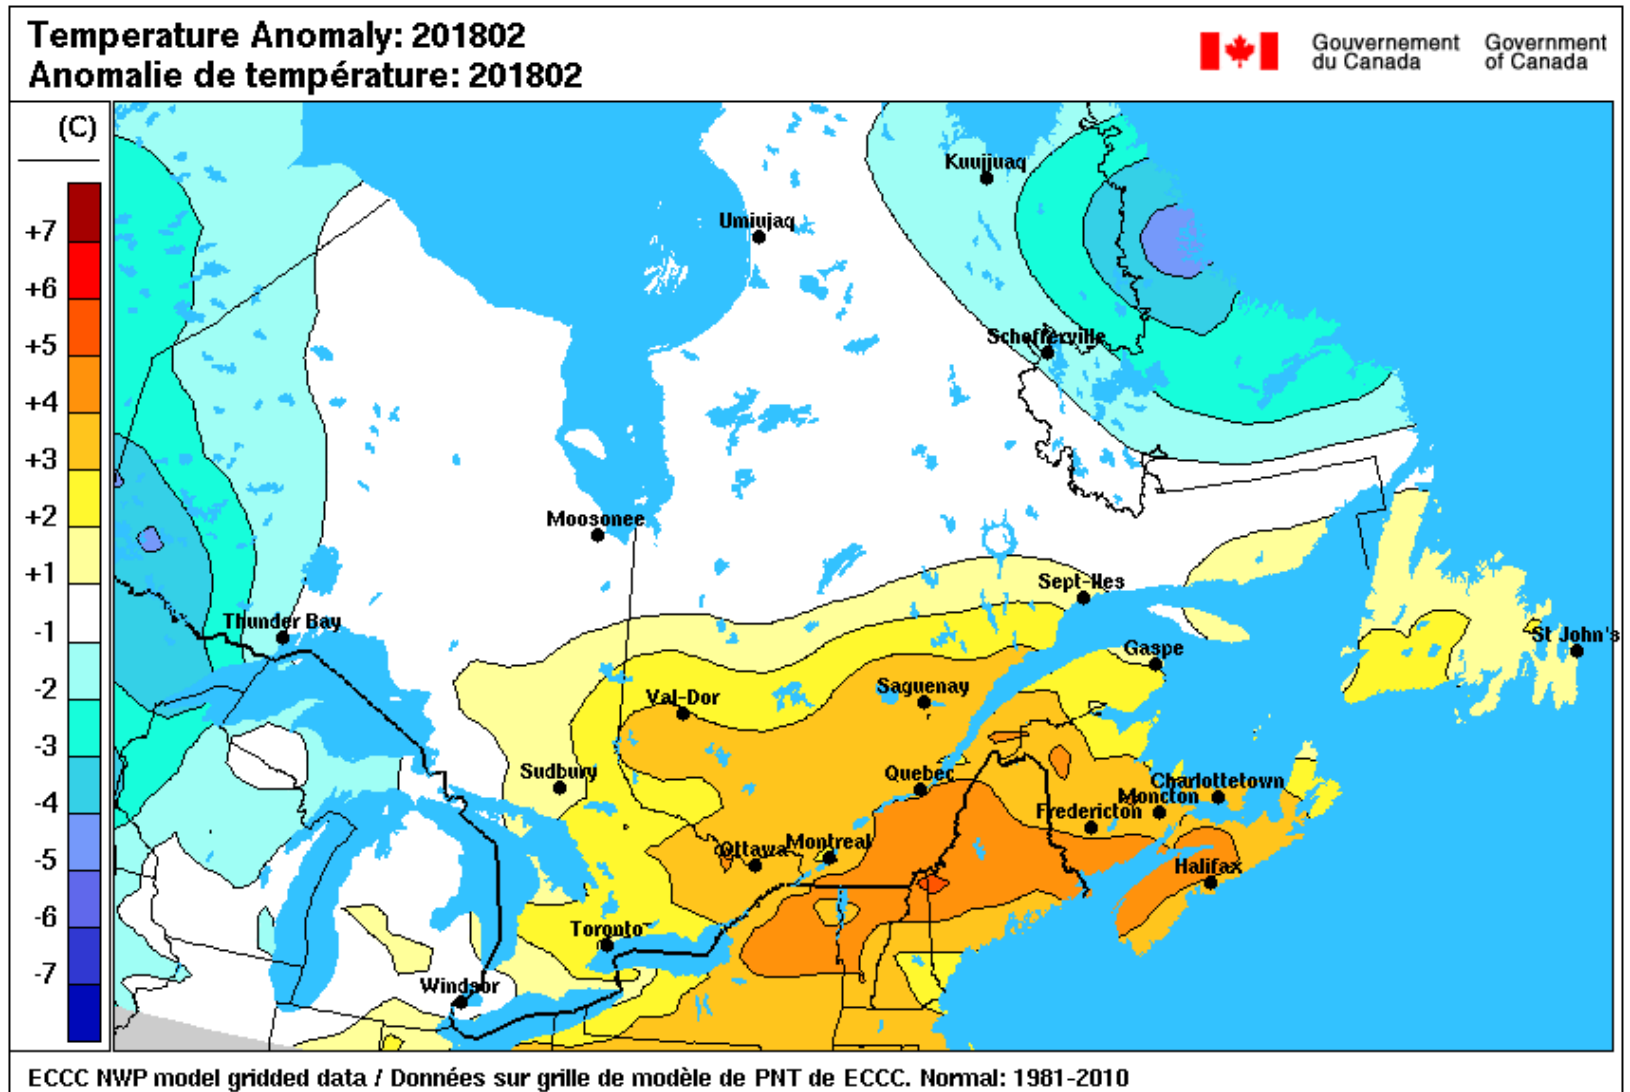 Temperature Anomaly: 201802
Anomalie de température: 201802
Gouvernement du Canada
Government of Canada
(C)
+7
+6
+5
+4
+3
+2
+1
-1
-2
-3
-4
-5
-6
-7
Kuujjuaq
Umiujaq
Schefferville
Moosonee
Sept-Iles
Thunder Bay
St John's
Gaspe
Saguenay
Val-Dor
Sudbury
Quebec
Charlottetown
Moncton
Fredericton
Ottawa
Montreal
Halifax
Toronto
Windsor
ECCC NWP model gridded data / Données sur grille de modèle de PNT de ECCC. Normal: 1981-2010